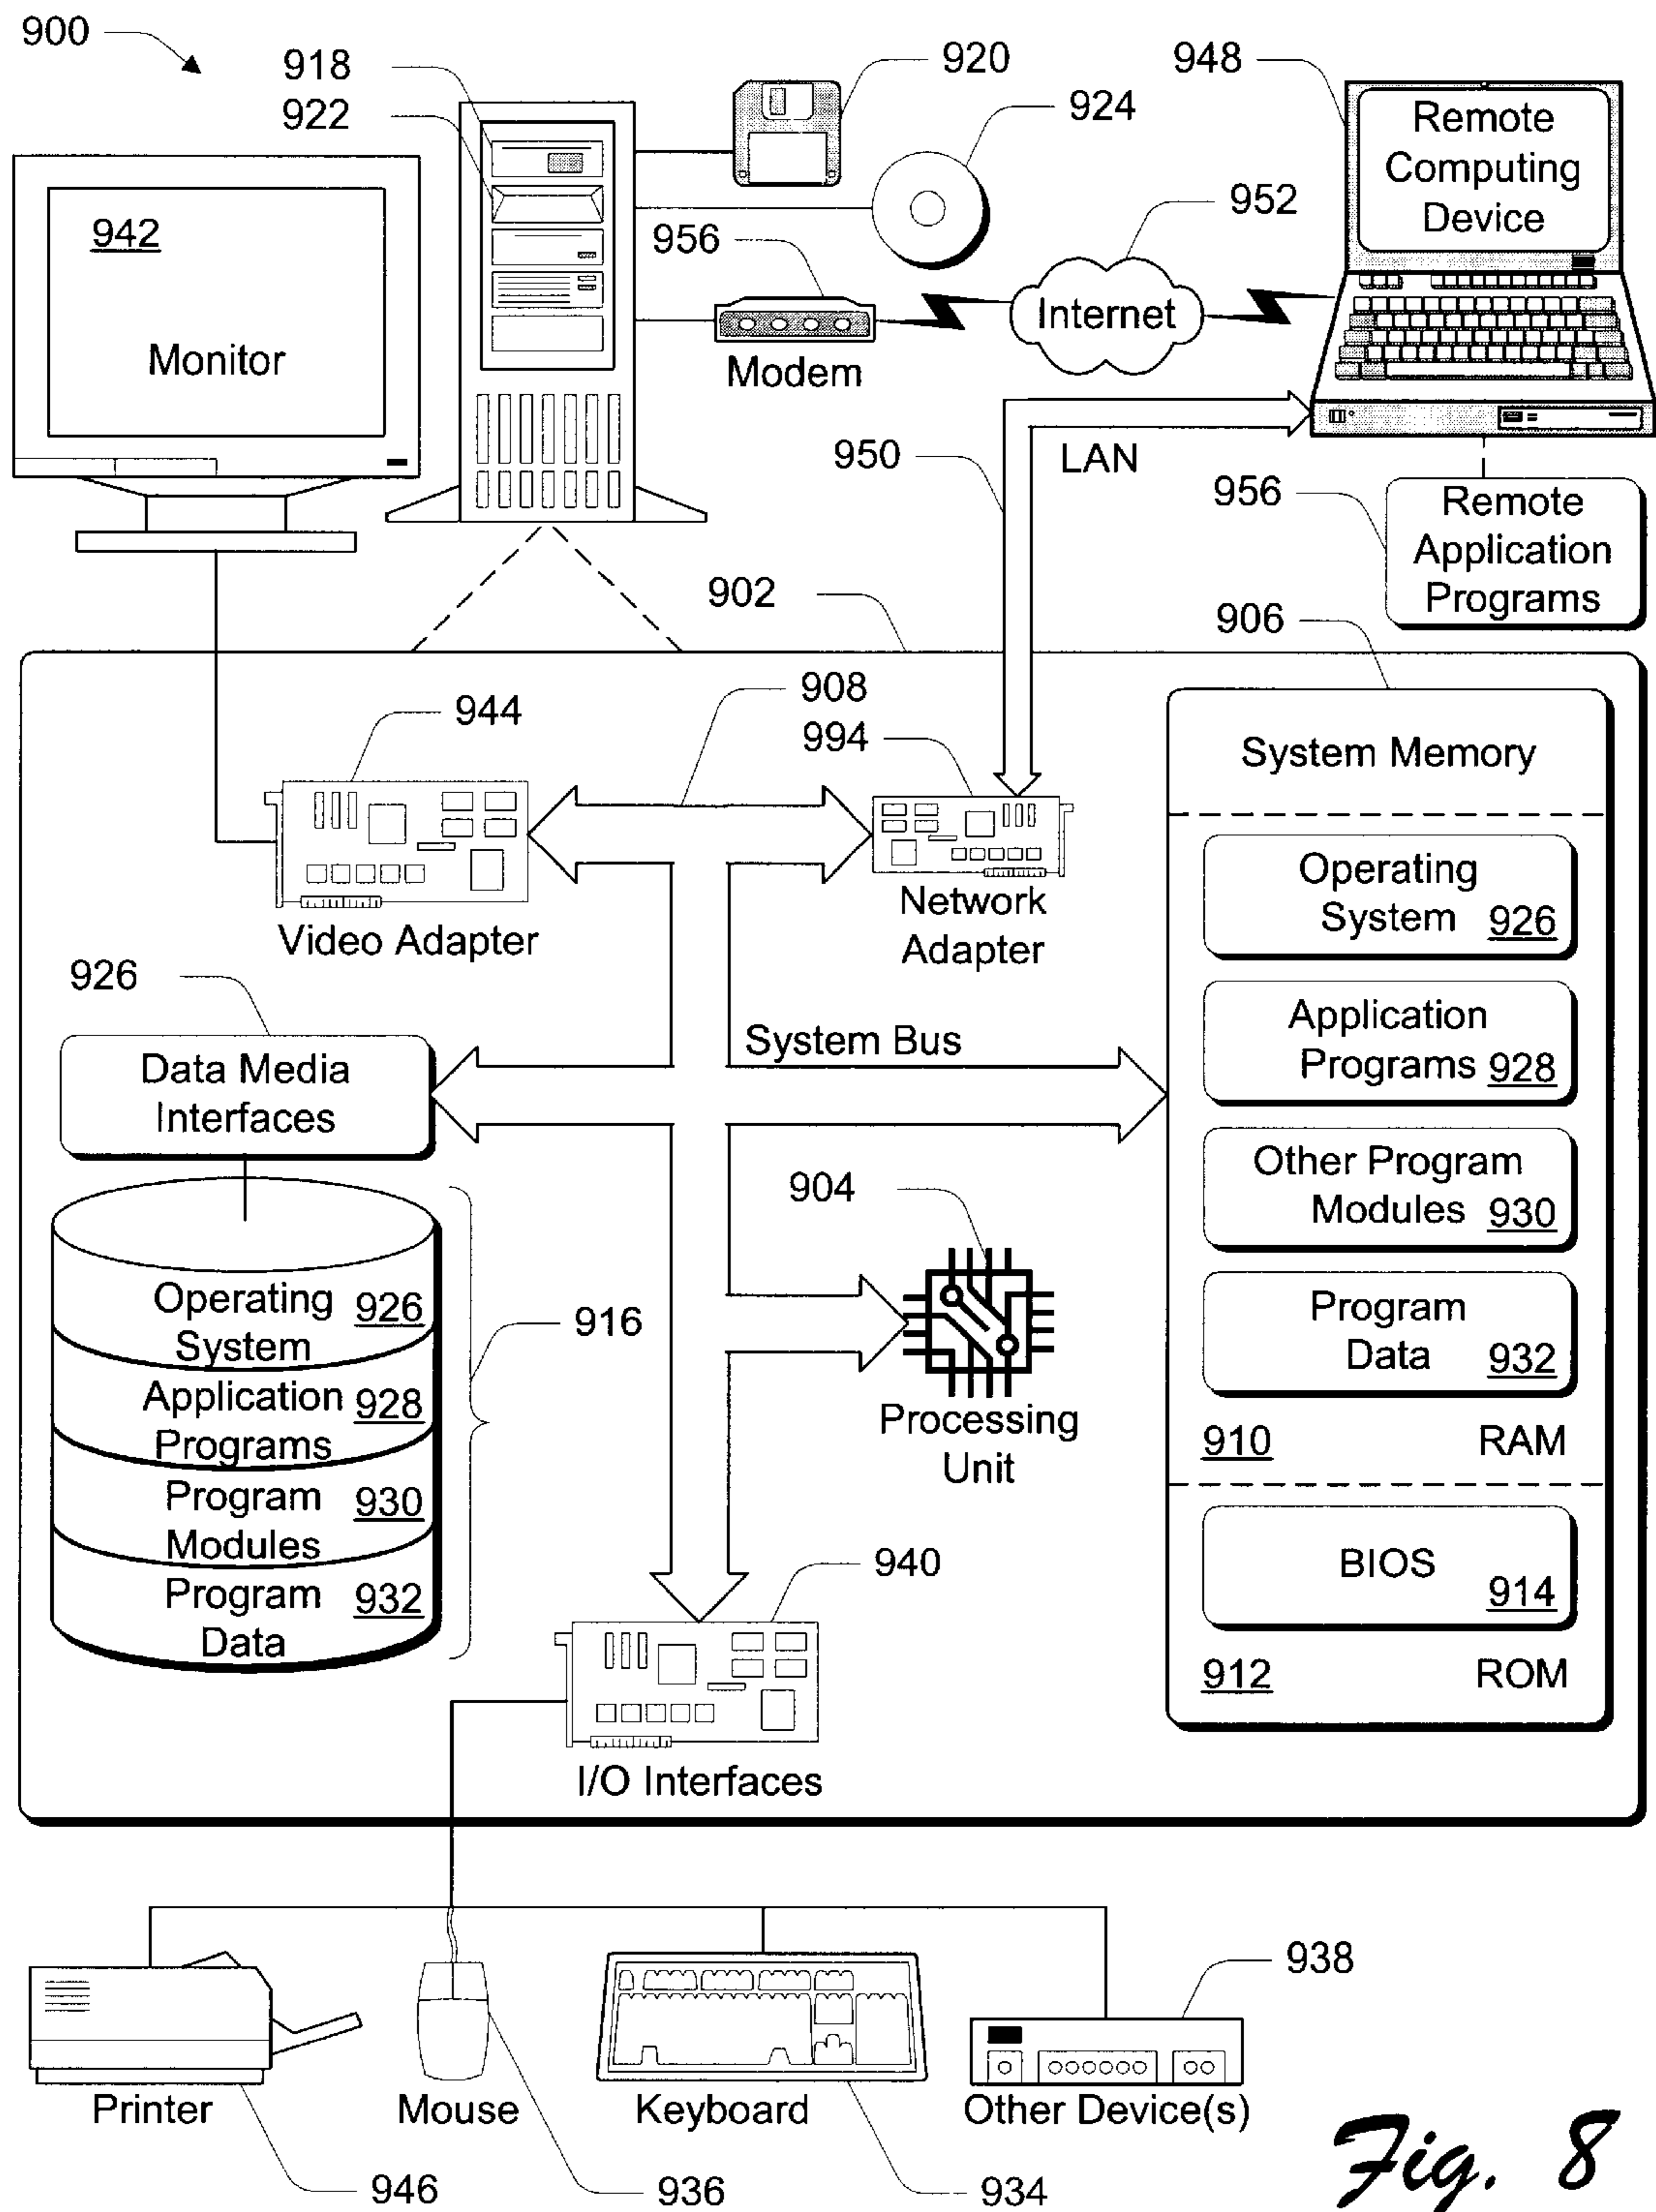 900
918
922
920
924
948
Remote
Computing
Device
942
Monitor
956
Modem
952
Internet
950
LAN
956
Remote
Application
Programs
902
906
908
944
994
Video Adapter
Network
Adapter
926
Data Media
Interfaces
System Bus
System Memory
Operating
System 926
Application
Programs 928
Other Program
Modules 930
Program
Data 932
910 RAM
BIOS
914
912 ROM
904
Processing
Unit
Operating 926
System
Application 928
Programs
Program 930
Modules
Program 932
Data
916
940
I/O Interfaces
938
Printer
Mouse
Keyboard
Other Device(s)
946
936
934
Fig. 8